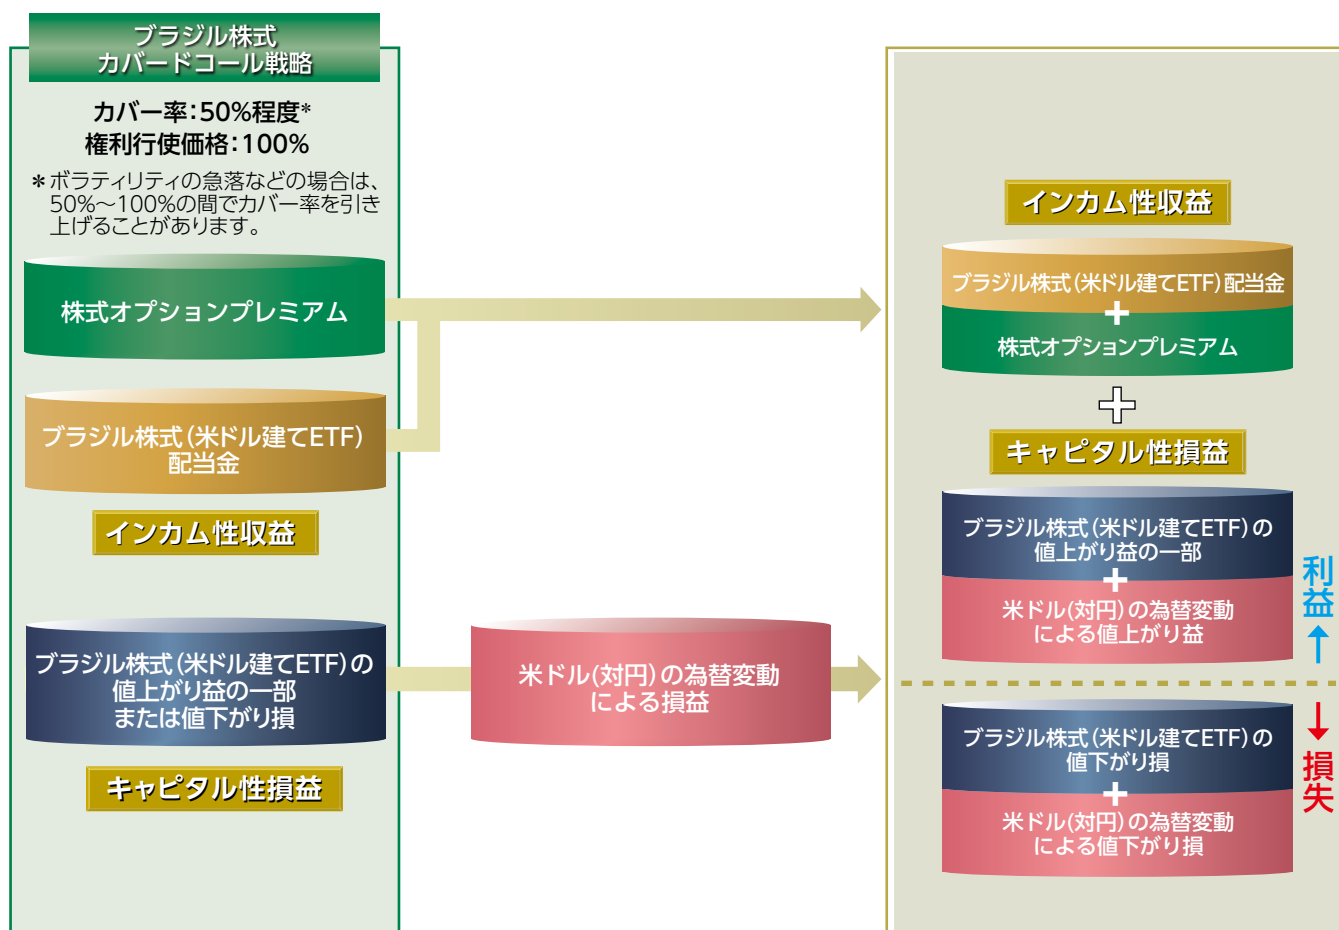 ブラジル株式
カバードコール戦略
カバー率:50%程度*
権利行使価格:100%
*ボラティリティの急落などの場合は、
50%～100%の間でカバー率を引き
上げることがあります。
株式オプションプレミアム
ブラジル株式(米ドル建てETF)
配当金
インカム性収益
ブラジル株式(米ドル建てETF)の
値上がり益の一部
または値下がり損
キャピタル性損益
米ドル(対円)の為替変動
による損益
インカム性収益
ブラジル株式(米ドル建てETF)配当金
+
株式オプションプレミアム
+
キャピタル性損益
ブラジル株式(米ドル建てETF)の
値上がり益の一部
+
米ドル(対円)の為替変動
による値上がり益
利益↑
ブラジル株式(米ドル建てETF)の
値下がり損
+
米ドル(対円)の為替変動
による値下がり損
↓損失